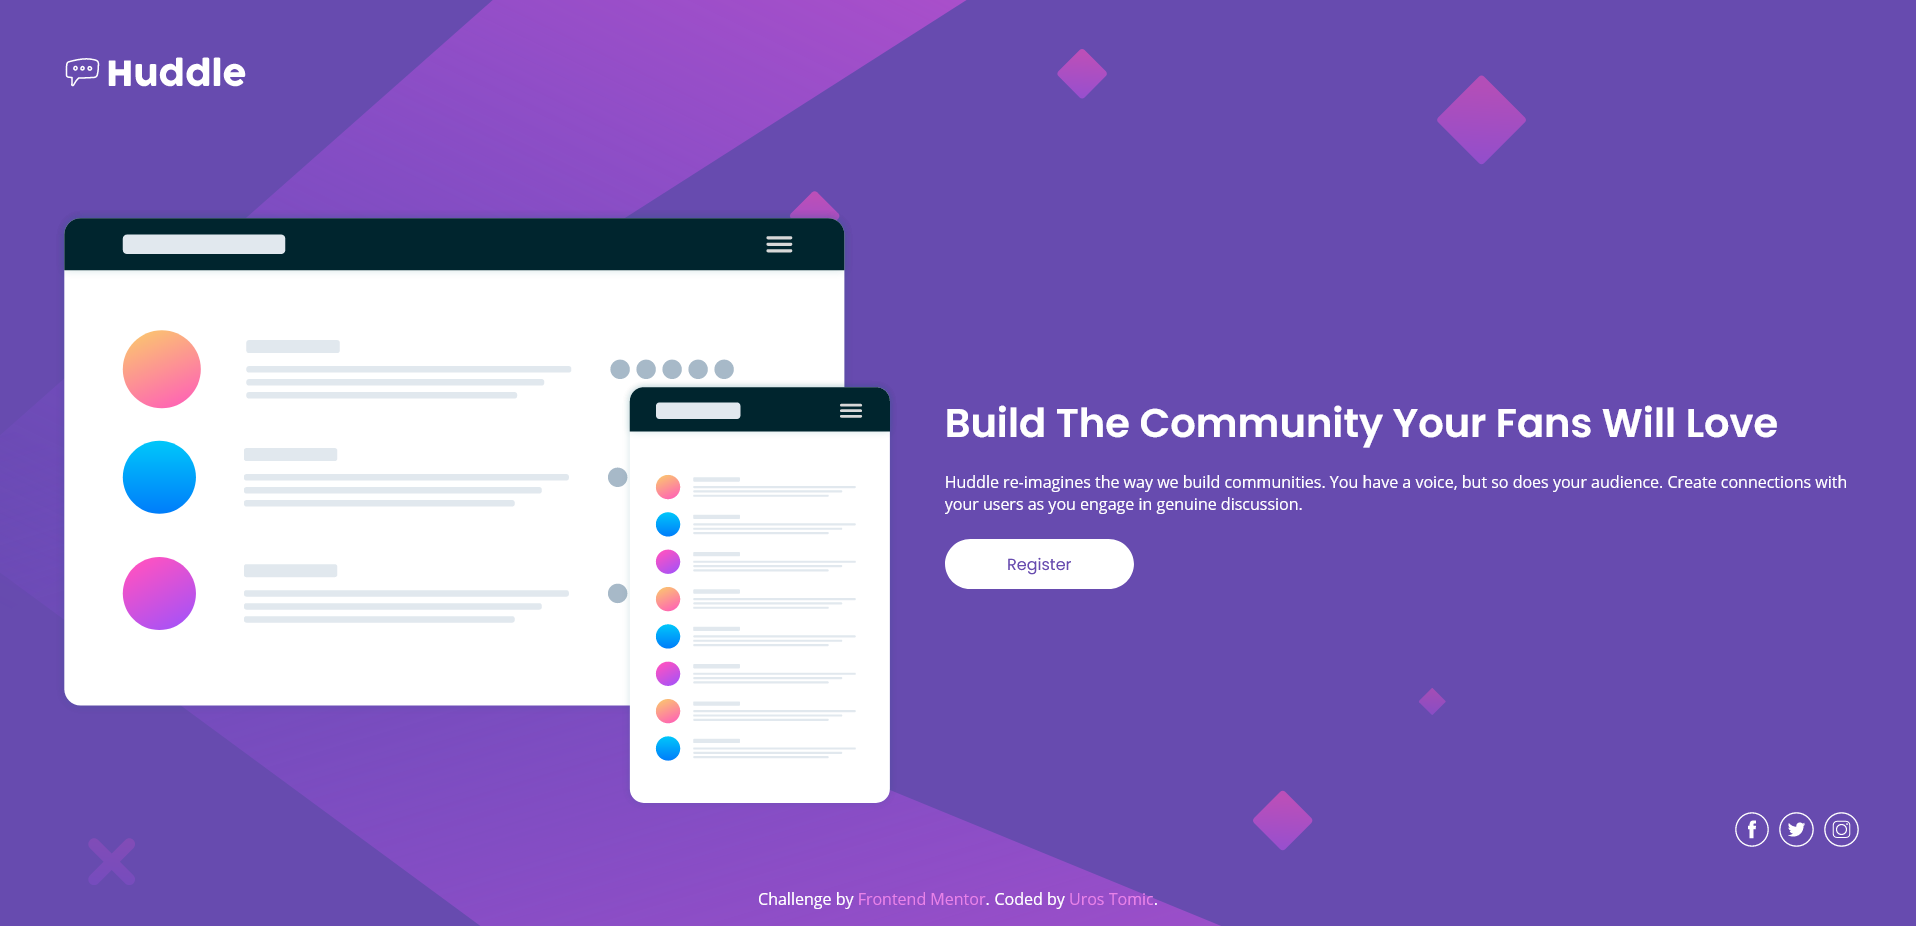 Huddle
Build The Community Your Fans Will Love
Huddle re-imagines the way we build communities. You have a voice, but so does your audience. Create connections with
your users as you engage in genuine discussion.
Register
Challenge by Frontend Mentor. Coded by Uros Tomic.